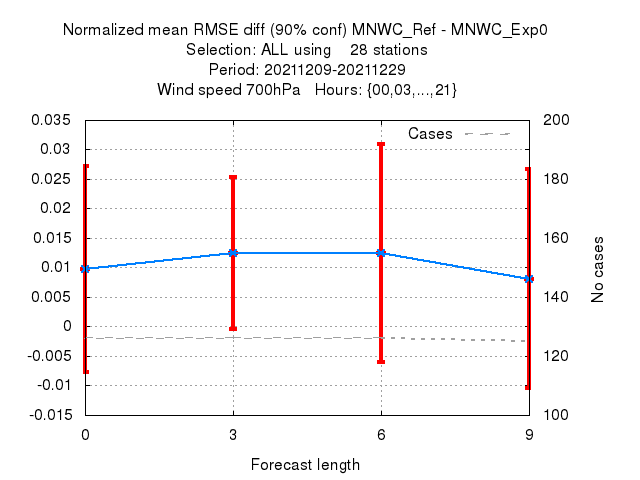 Normalized mean RMSE diff (90% conf) MNWC_Ref - MNWC_Exp0
Selection: ALL using 28 stations
Period: 20211209-20211229
Wind speed 700hPa Hours: {00,03,...,21}
Cases
0.035
0.03
0.025
0.02
0.015
0.01
0.005
0
-0.005
-0.01
-0.015
200
180
160
140
120
100
No cases
0 3 6 9
Forecast length